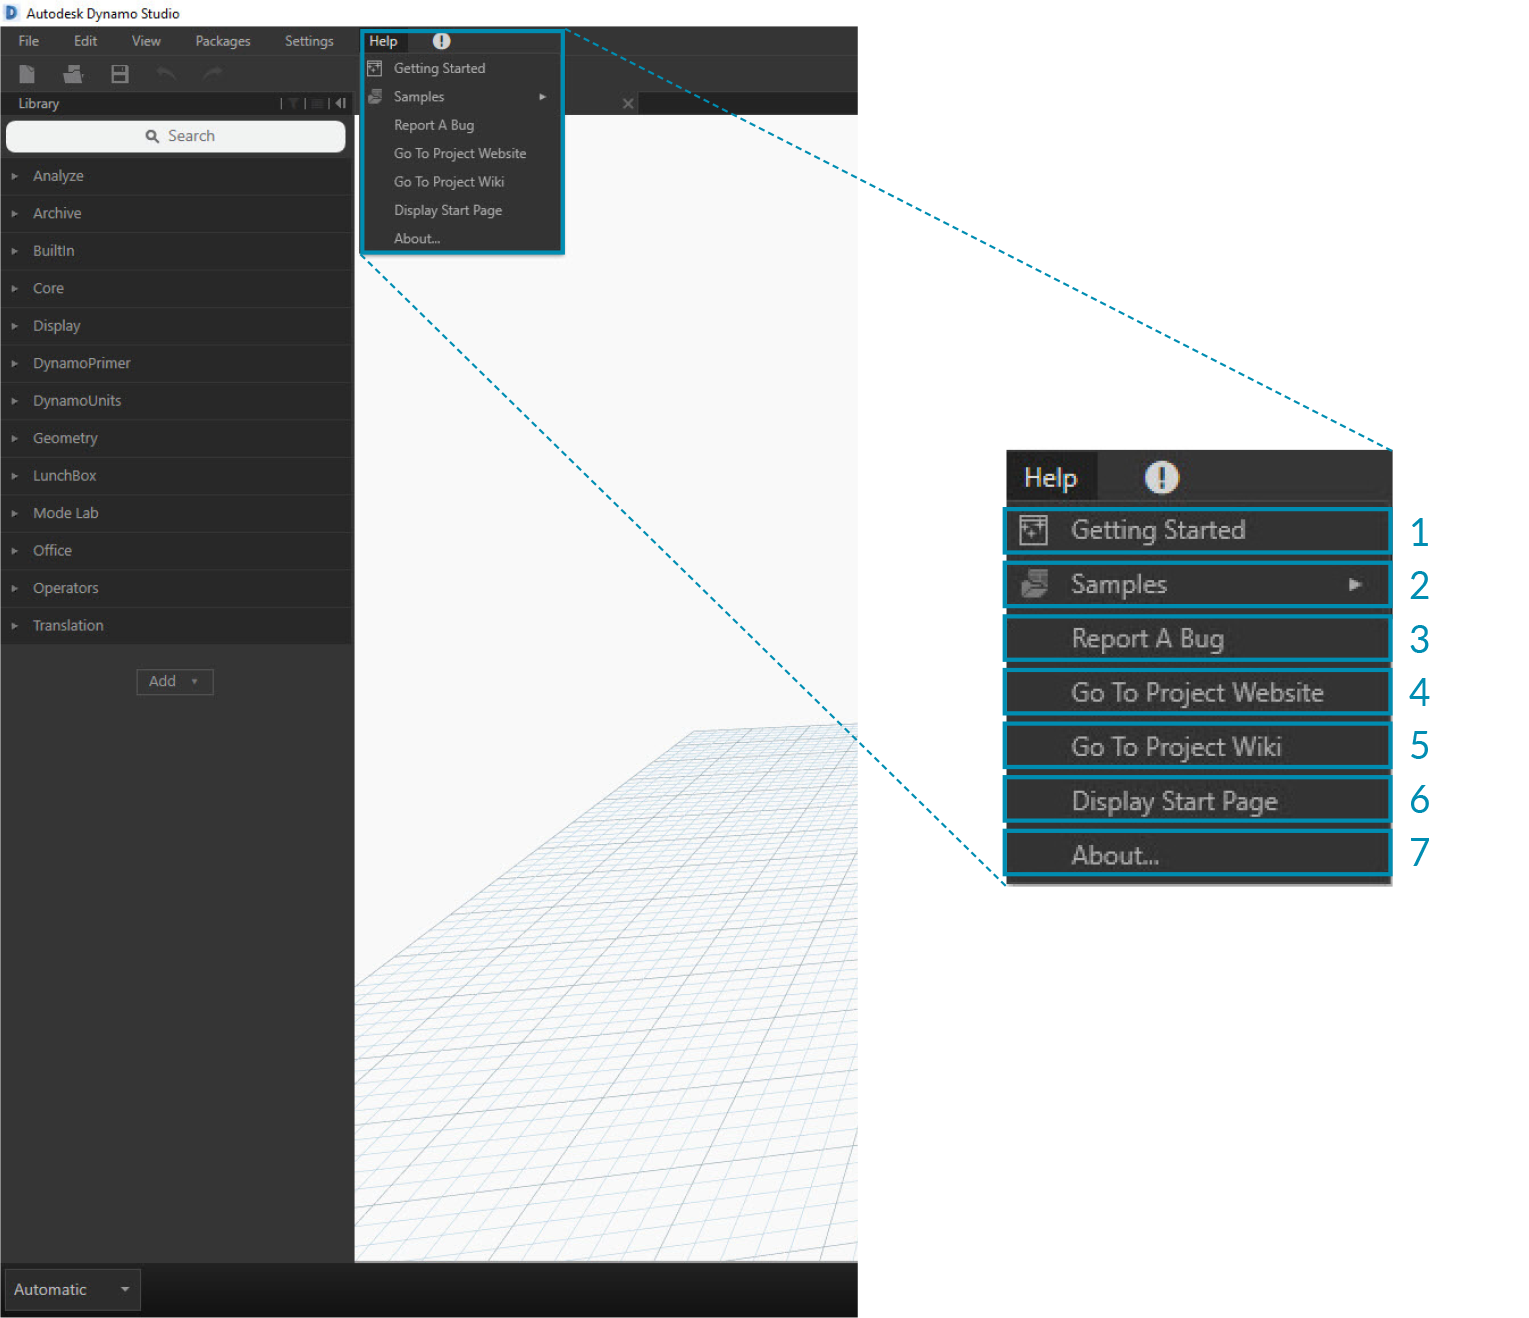 Autodesk Dynamo Studio
File Edit View Packages Settings Help
Getting Started
Samples
Report A Bug
Go To Project Website
Go To Project Wiki
Display Start Page
About...
Library
Search
Analyze
Archive
BuiltIn
Core
Display
DynamoPrimer
DynamoUnits
Geometry
LunchBox
Mode Lab
Office
Operators
Translation
Add
Automatic
Help
Getting Started 1
Samples 2
Report A Bug 3
Go To Project Website 4
Go To Project Wiki 5
Display Start Page 6
About... 7